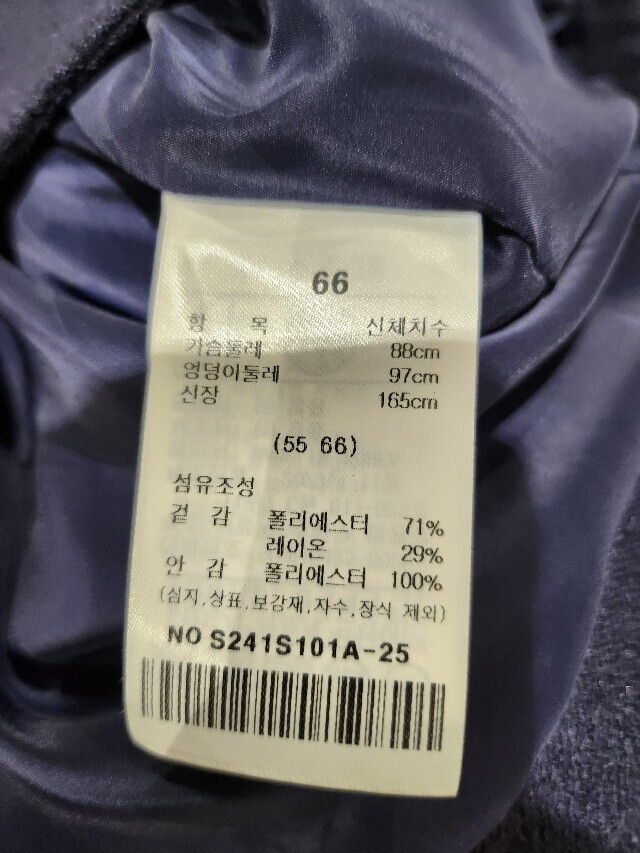 66
항 목 신체치수
가슴둘레 88cm
엉덩이둘레 97cm
신장 165cm
(55 66)
섬유조성
겉 감 폴리에스터 71%
레이온 29%
안 감 폴리에스터 100%
(심지,상표,보강재,자수,장식 제외)
NO S241S101A-25